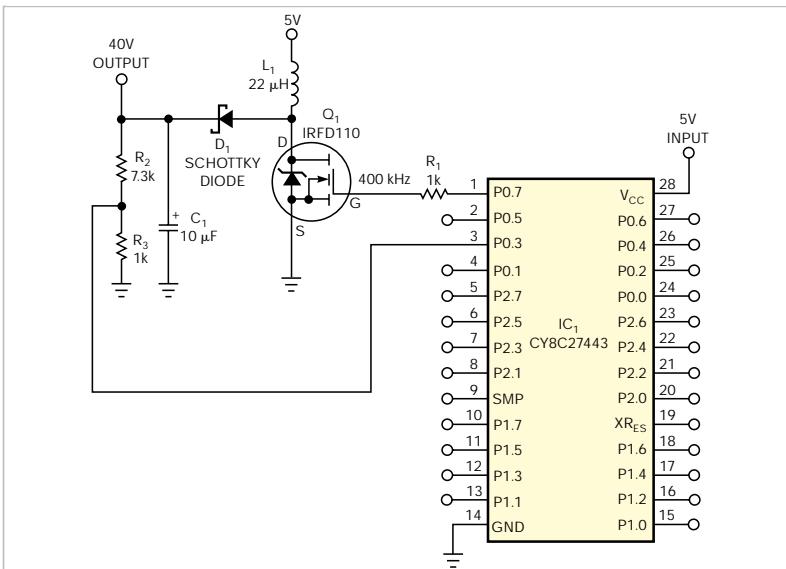 5V
40V
OUTPUT
L1
22 µH
Q1
IRFD110
D1
SCHOTTKY
DIODE
D
G
S
400 kHz
R1
1k
R2
7.3k
R3
1k
+
C1
10 µF
5V
INPUT
IC1
CY8C27443
1 P0.7
2 P0.5
3 P0.3
4 P0.1
5 P2.7
6 P2.5
7 P2.3
8 P2.1
9 SMP
10 P1.7
11 P1.5
12 P1.3
13 P1.1
14 GND
VCC 28
P0.6 27
P0.4 26
P0.2 25
P0.0 24
P2.6 23
P2.4 22
P2.2 21
P2.0 20
XRES 19
P1.6 18
P1.4 17
P1.2 16
P1.0 15